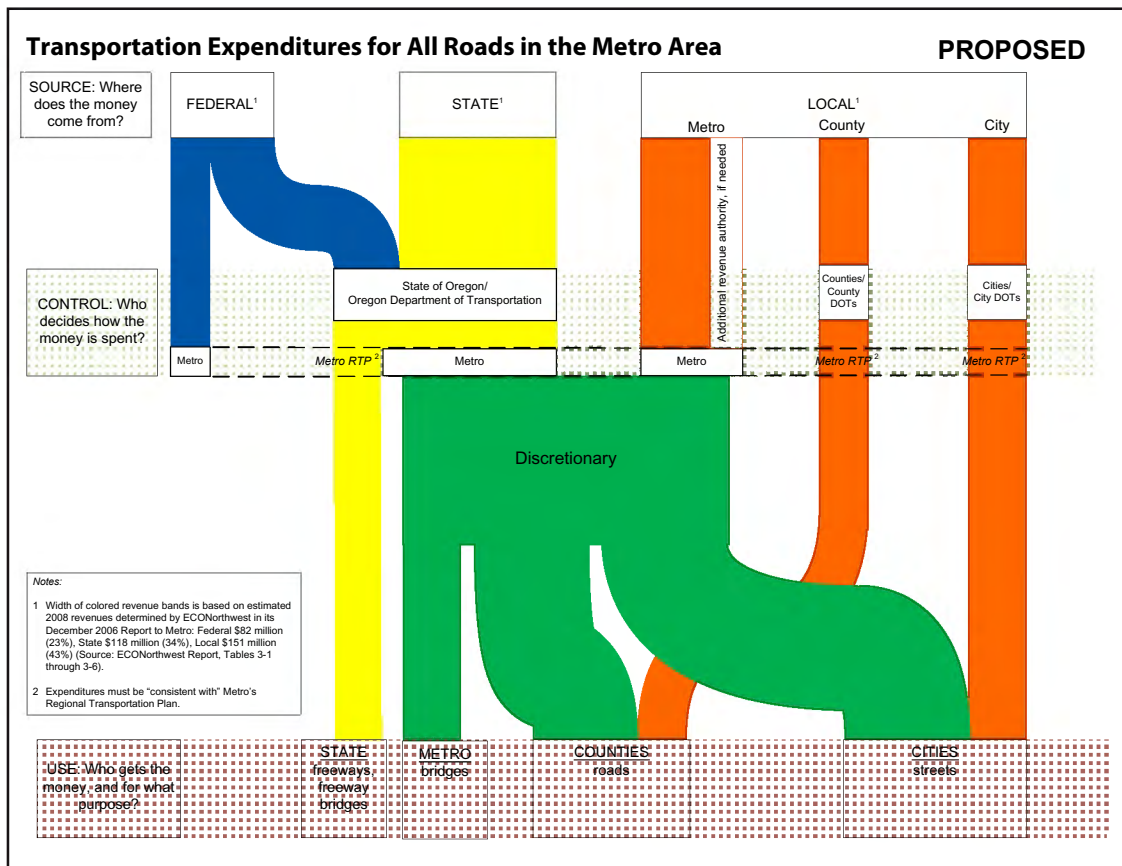 Transportation Expenditures for All Roads in the Metro Area
PROPOSED
SOURCE: Where
does the money
come from?
FEDERAL1
STATE1
LOCAL1
Metro
County
City
Additional revenue authority, if needed
CONTROL: Who
decides how the
money is spent?
State of Oregon/
Oregon Department of Transportation
Counties/
County
DOTs
Cities/
City DOTs
Metro
Metro RTP 2
Metro
Metro
Metro RTP 2
Metro RTP 2
Discretionary
Notes:
1 Width of colored revenue bands is based on estimated
2008 revenues determined by ECONorthwest in its
December 2006 Report to Metro: Federal $82 million
(23%), State $118 million (34%), Local $151 million
(43%) (Source: ECONorthwest Report, Tables 3-1
through 3-6).
2 Expenditures must be “consistent with” Metro’s
Regional Transportation Plan.
USE: Who gets the
money, and for what
purpose?
STATE
freeways,
freeway
bridges
METRO
bridges
COUNTIES
roads
CITIES
streets